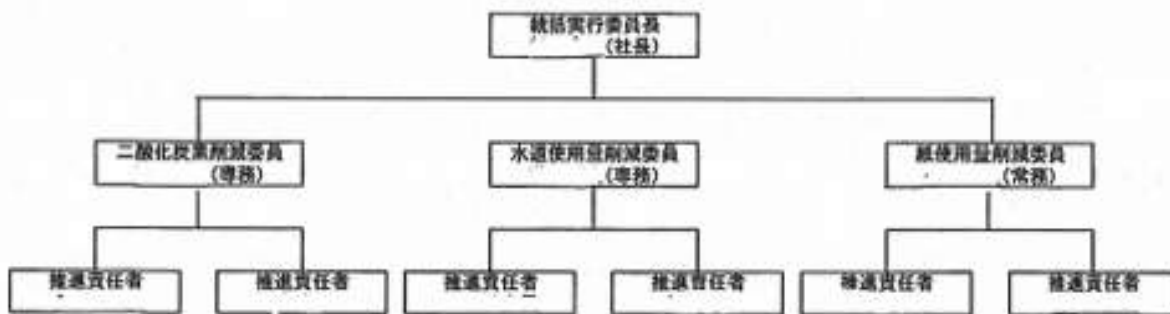 統括実行委員長
(社長)
二酸化炭素削減委員
(専務)
水道使用量削減委員
(専務)
紙使用量削減委員
(常務)
推進責任者
推進責任者
推進責任者
推進責任者
推進責任者
推進責任者